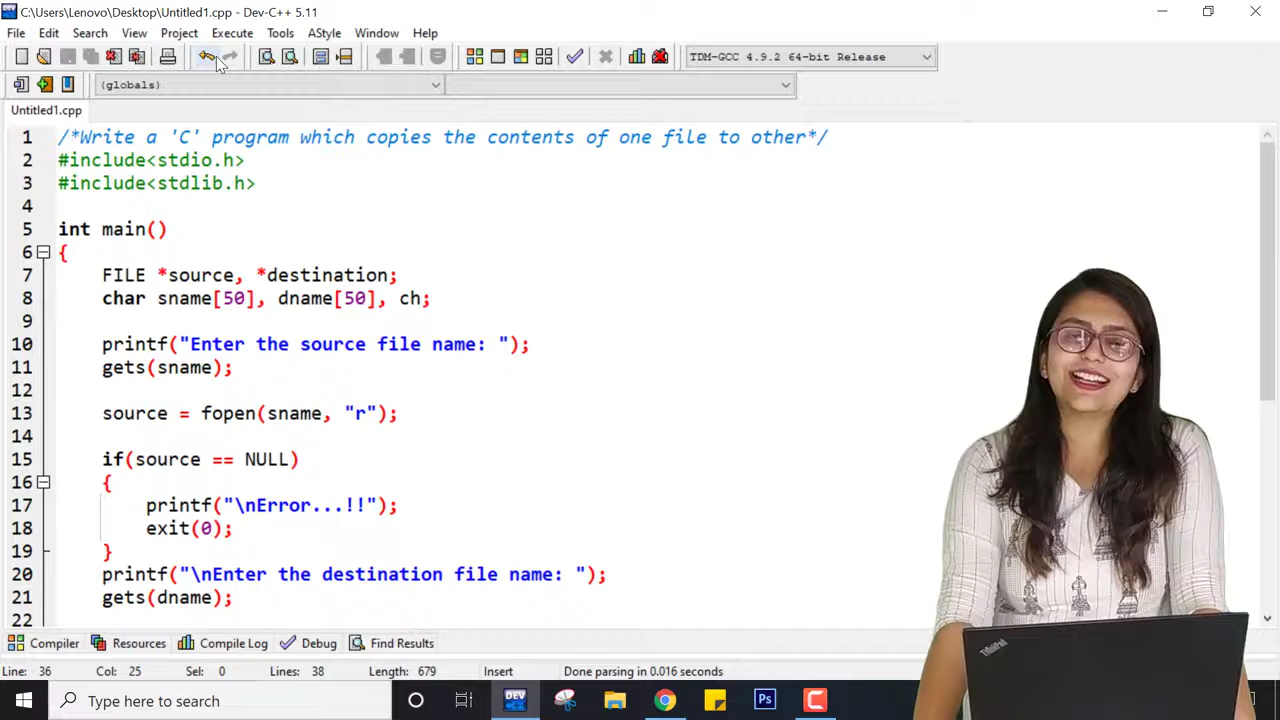 C:\Users\Lenovo\Desktop\Untitled1.cpp - Dev-C++ 5.11
File Edit Search View Project Execute Tools AStyle Window Help
TDM-GCC 4.9.2 64-bit Release
(globals)
Untitled1.cpp
1 /*Write a 'C' program which copies the contents of one file to other*/
2 #include<stdio.h>
3 #include<stdlib.h>
4
5 int main()
6 {
7 FILE *source, *destination;
8 char sname[50], dname[50], ch;
9
10 printf("Enter the source file name: ");
11 gets(sname);
12
13 source = fopen(sname, "r");
14
15 if(source == NULL)
16 {
17 printf("\nError...!!");
18 exit(0);
19 }
20 printf("\nEnter the destination file name: ");
21 gets(dname);
22
Compiler Resources Compile Log Debug Find Results
Line: 36 Col: 25 Sel: 0 Lines: 38 Length: 679 Insert Done parsing in 0.016 seconds
Type here to search DEV Ps
ThinkPad